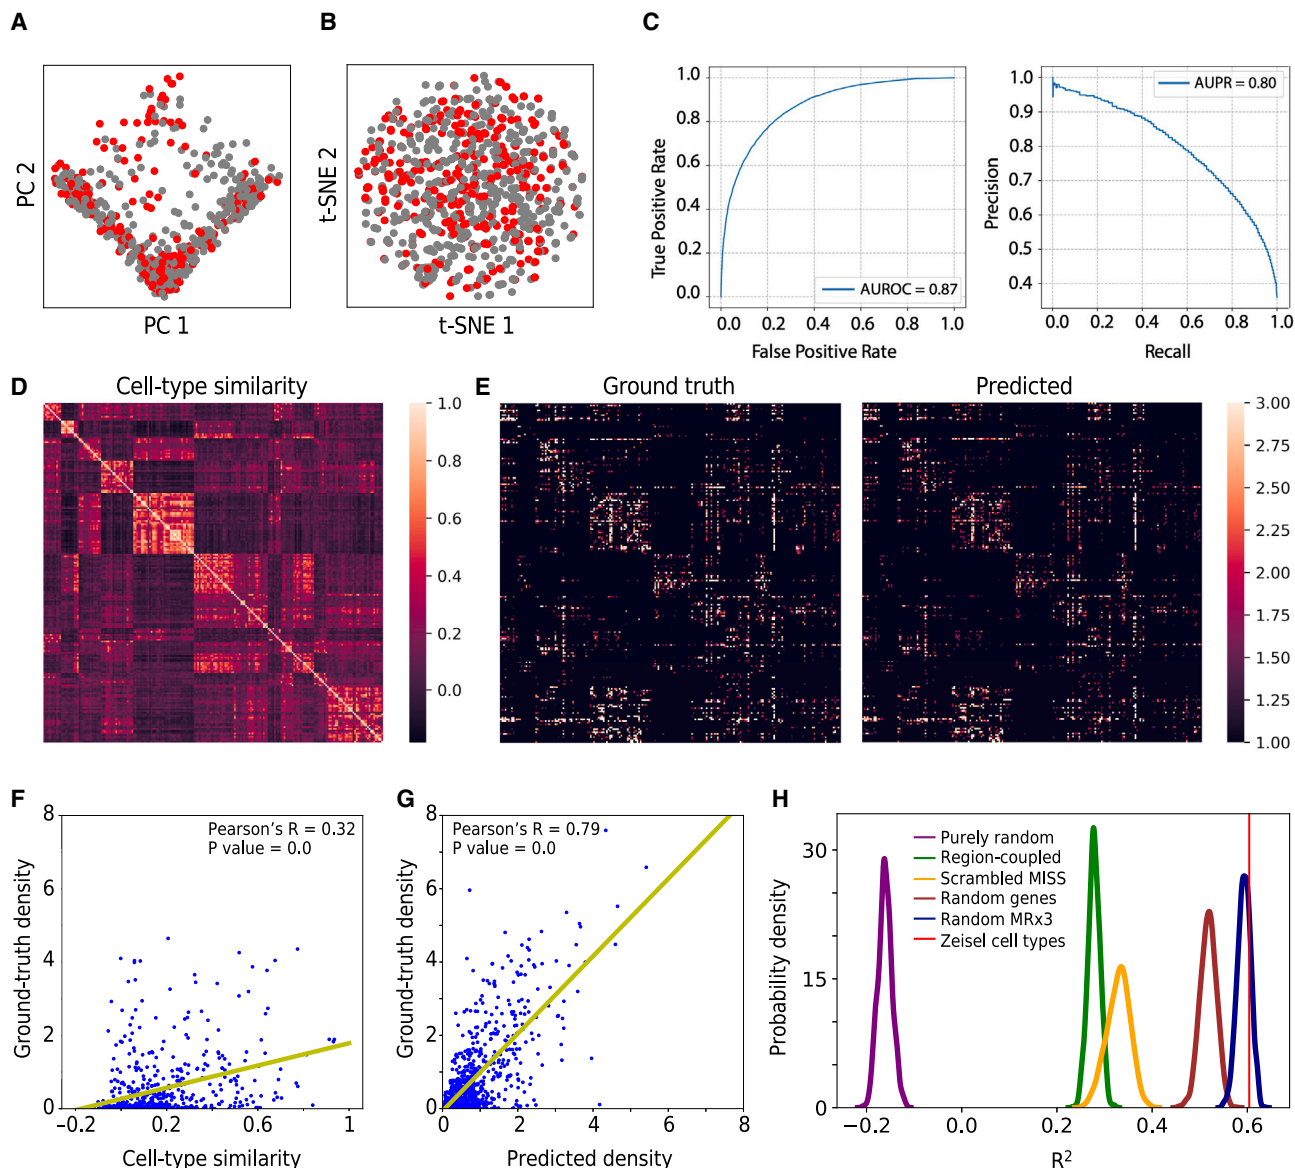 A
B
C
PC 2
PC 1
t-SNE 2
t-SNE 1
True Positive Rate
1.0
0.8
0.6
0.4
0.2
0.0
AUROC = 0.87
0.0 0.2 0.4 0.6 0.8 1.0
False Positive Rate
Precision
1.0
0.9
0.8
0.7
0.6
0.5
0.4
AUPR = 0.80
0.0 0.2 0.4 0.6 0.8 1.0
Recall
D
Cell-type similarity
1.0
0.8
0.6
0.4
0.2
0.0
E
Ground truth
Predicted
3.00
2.75
2.50
2.25
2.00
1.75
1.50
1.25
1.00
F
Ground-truth density
8
6
4
2
0
Pearson's R = 0.32
P value = 0.0
−0.2 0.2 0.6 1
Cell-type similarity
G
Ground-truth density
8
6
4
2
0
Pearson's R = 0.79
P value = 0.0
0 2 4 6 8
Predicted density
H
Probability density
30
15
0
Purely random
Region-coupled
Scrambled MISS
Random genes
Random MRx3
Zeisel cell types
−0.2 0.0 0.2 0.4 0.6
R²